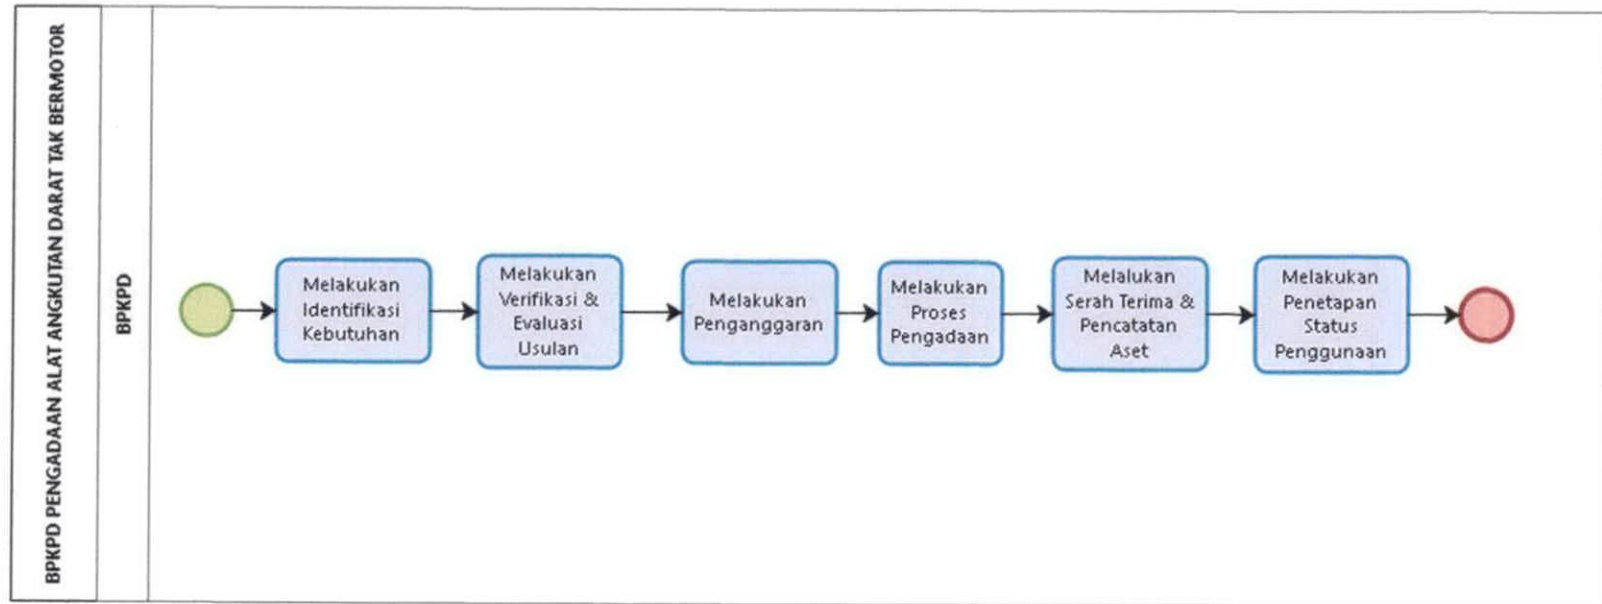 BPKPD PENGADAAN ALAT ANGKUTAN DARAT TAK BERMOTOR
BPKPD
Melakukan
Identifikasi
Kebutuhan
Melakukan
Verifikasi &
Evaluasi
Usulan
Melakukan
Penganggaran
Melakukan
Proses
Pengadaan
Melalukan
Serah Terima &
Pencatatan
Aset
Melakukan
Penetapan
Status
Penggunaan